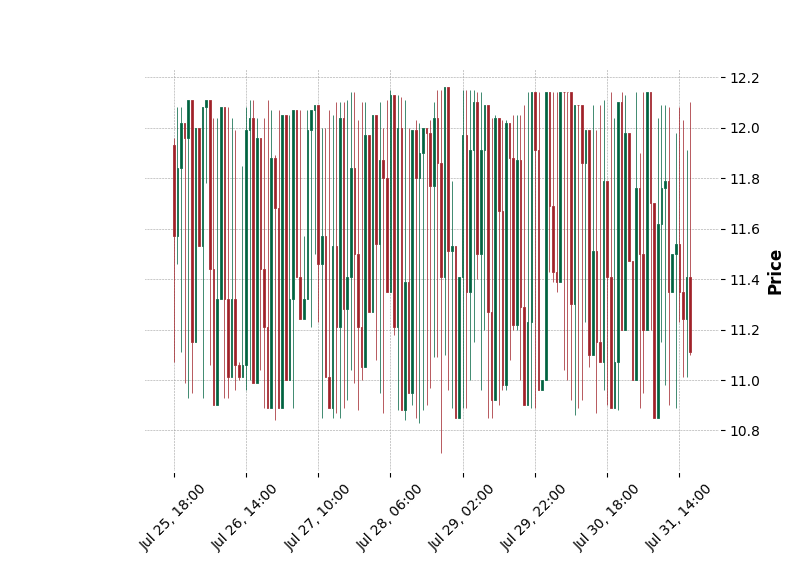 12.2
12.0
11.8
11.6
11.4
11.2
11.0
10.8
Price
Jul 25, 18:00
Jul 26, 14:00
Jul 27, 10:00
Jul 28, 06:00
Jul 29, 02:00
Jul 29, 22:00
Jul 30, 18:00
Jul 31, 14:00